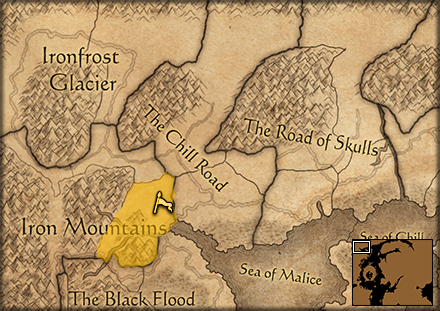 Ironfrost
Glacier
The Chill Road
The Road of Skulls
Iron Mountains
Sea of Chill
Sea of Malice
The Black Flood